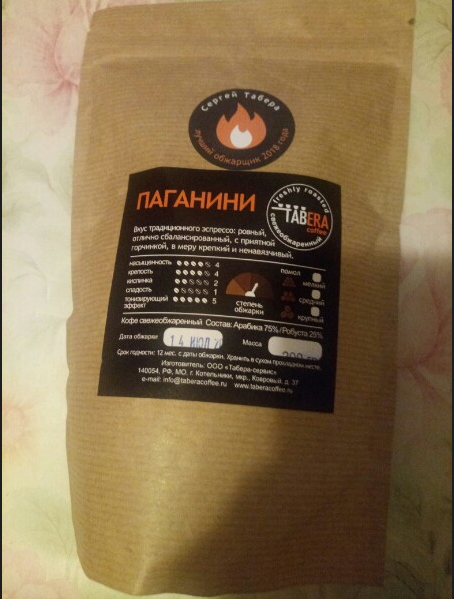 Сергей Табера
лучший обжарщик 2018 года
ПАГАНИНИ
freshly roasted
TABERA
coffee
свежеобжаренный
Вкус традиционного эспрессо: ровный,
отлично сбалансированный, с приятной
горчинкой, в меру крепкий и ненавязчивый.
насыщенность 4
крепость 4
кислинка 2
сладость 1
тонизирующий эффект 5
степень
обжарки
помол
мелкий
средний
крупный
Кофе свежеобжаренный Состав: Арабика 75% / Робуста 25%
Дата обжарки 14 ИЮЛ Масса
Срок годности: 12 мес. с даты обжарки. Хранить в сухом прохладном месте.
Изготовитель: ООО «Табера-сервис»
140054, РФ, МО, г. Котельники, мкр., Ковровый, д. 37
e-mail: info@taberacoffee.ru www.taberacoffee.ru